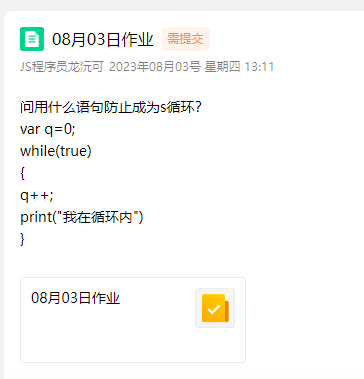 08月03日作业 需提交
JS程序员龙沅可 2023年08月03号 星期四 13:11
问用什么语句防止成为s循环?
var q=0;
while(true)
{
q++;
print("我在循环内")
}
08月03日作业